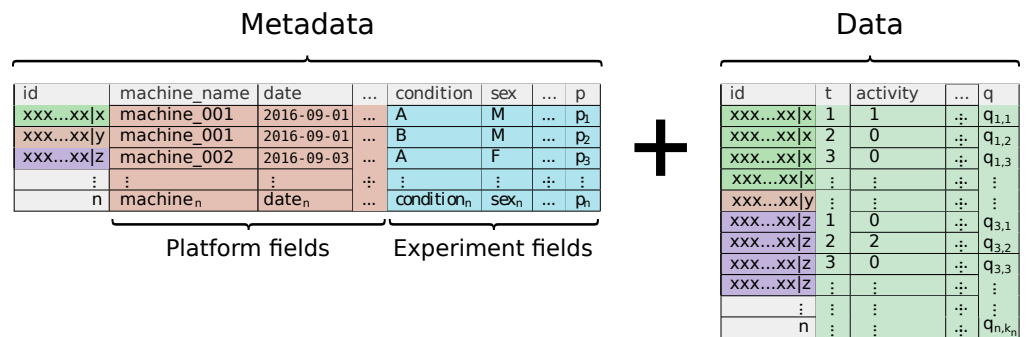 Metadata
Data
id machine_name date ... condition sex ... p
xxx...xx|x machine_001 2016-09-01 ... A M ... p1
xxx...xx|y machine_001 2016-09-01 ... B M ... p2
xxx...xx|z machine_002 2016-09-03 ... A F ... p3
⋮ ⋮ ⋮ ⋰ ⋮ ⋮ ⋰ ⋮
n machineₙ dateₙ ... conditionₙ sexₙ ... pₙ
Platform fields
Experiment fields
+
id t activity ... q
xxx...xx|x 1 1 ⋰ q1,1
xxx...xx|x 2 0 ⋰ q1,2
xxx...xx|x 3 0 ⋰ q1,3
xxx...xx|x ⋮ ⋮ ⋰ ⋮
xxx...xx|y ⋮ ⋮ ⋰ ⋮
xxx...xx|z 1 0 ⋰ q3,1
xxx...xx|z 2 2 ⋰ q3,2
xxx...xx|z 3 0 ⋰ q3,3
xxx...xx|z ⋮ ⋮ ⋰ ⋮
⋮ ⋮ ⋮ ⋰ ⋮
n ⋮ ⋮ ⋰ qn,kn